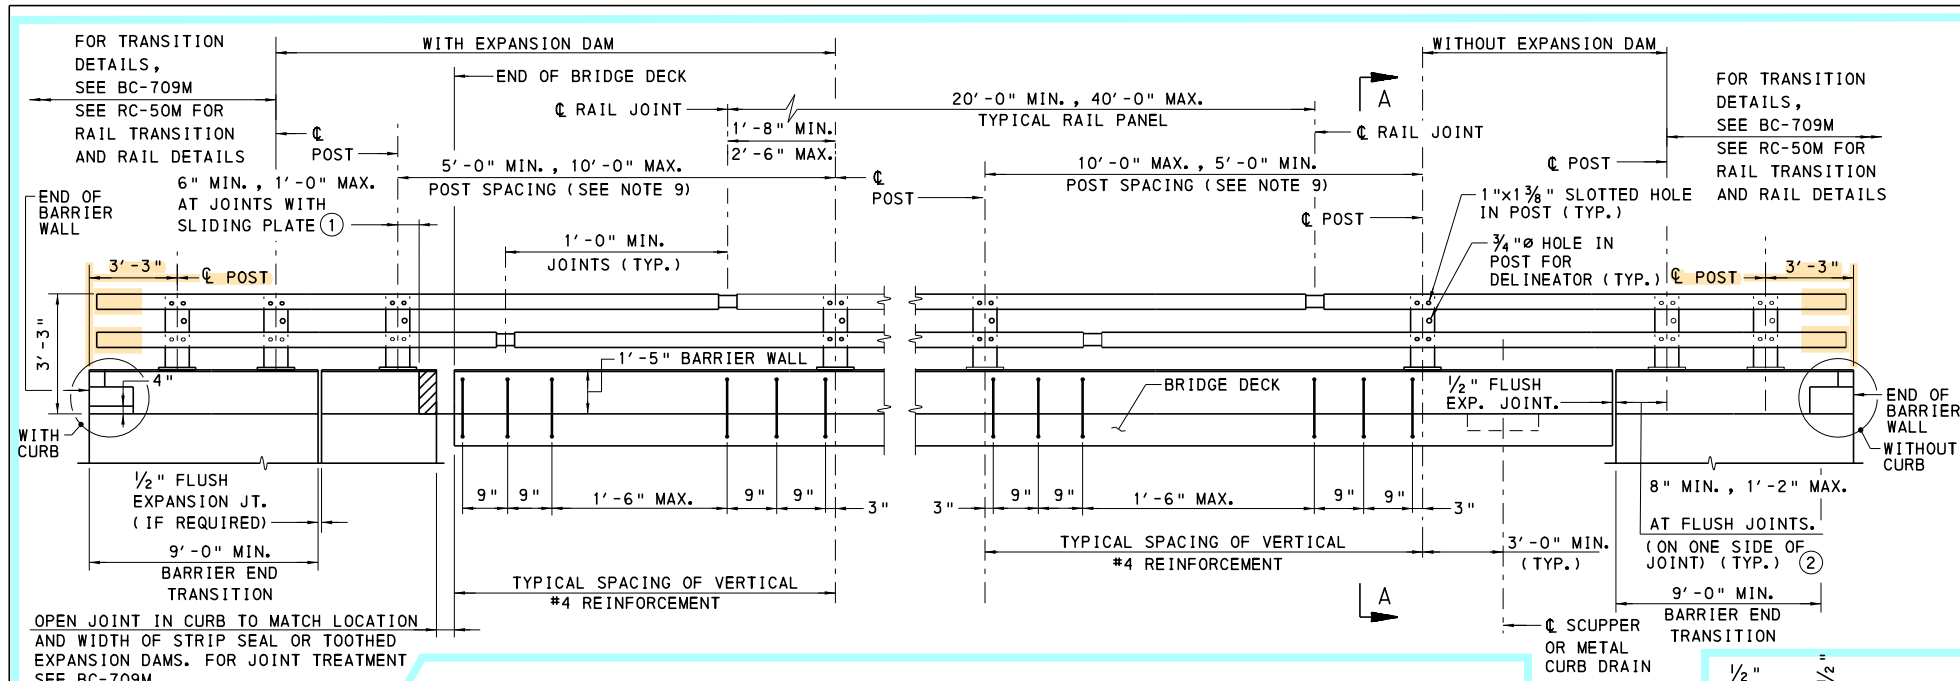 FOR TRANSITION
DETAILS,
SEE BC-709M
SEE RC-50M FOR
RAIL TRANSITION
AND RAIL DETAILS
WITH EXPANSION DAM
END OF BRIDGE DECK
℄ RAIL JOINT
℄
POST
1'-8" MIN.
2'-6" MAX.
20'-0" MIN., 40'-0" MAX.
TYPICAL RAIL PANEL
A
℄ RAIL JOINT
WITHOUT EXPANSION DAM
FOR TRANSITION
DETAILS,
SEE BC-709M
SEE RC-50M FOR
RAIL TRANSITION
AND RAIL DETAILS
℄ POST
5'-0" MIN., 10'-0" MAX.
POST SPACING (SEE NOTE 9)
℄
POST
10'-0" MAX., 5'-0" MIN.
POST SPACING (SEE NOTE 9)
℄ POST
1"x1⅜" SLOTTED HOLE
IN POST (TYP.)
¾"ø HOLE IN
POST FOR
DELINEATOR (TYP.)
6" MIN., 1'-0" MAX.
AT JOINTS WITH
SLIDING PLATE ①
END OF
BARRIER
WALL
1'-0" MIN.
JOINTS (TYP.)
3'-3"
℄ POST
℄ POST
3'-3"
3'-3"
4"
1'-5" BARRIER WALL
BRIDGE DECK
1/2" FLUSH
EXP. JOINT.
END OF
BARRIER
WALL
WITHOUT
CURB
WITH
CURB
1/2" FLUSH
EXPANSION JT.
(IF REQUIRED)
9" 9" 1'-6" MAX. 9" 9" 3"
3" 9" 9" 1'-6" MAX. 9" 9" 3"
8" MIN., 1'-2" MAX.
AT FLUSH JOINTS.
(ON ONE SIDE OF
JOINT) (TYP.) ②
9'-0" MIN.
BARRIER END
TRANSITION
TYPICAL SPACING OF VERTICAL
#4 REINFORCEMENT
TYPICAL SPACING OF VERTICAL
#4 REINFORCEMENT
3'-0" MIN.
(TYP.)
9'-0" MIN.
BARRIER END
TRANSITION
A
℄ SCUPPER
OR METAL
CURB DRAIN
OPEN JOINT IN CURB TO MATCH LOCATION
AND WIDTH OF STRIP SEAL OR TOOTHED
EXPANSION DAMS. FOR JOINT TREATMENT
SEE BC-709M
1/2"
1/2"